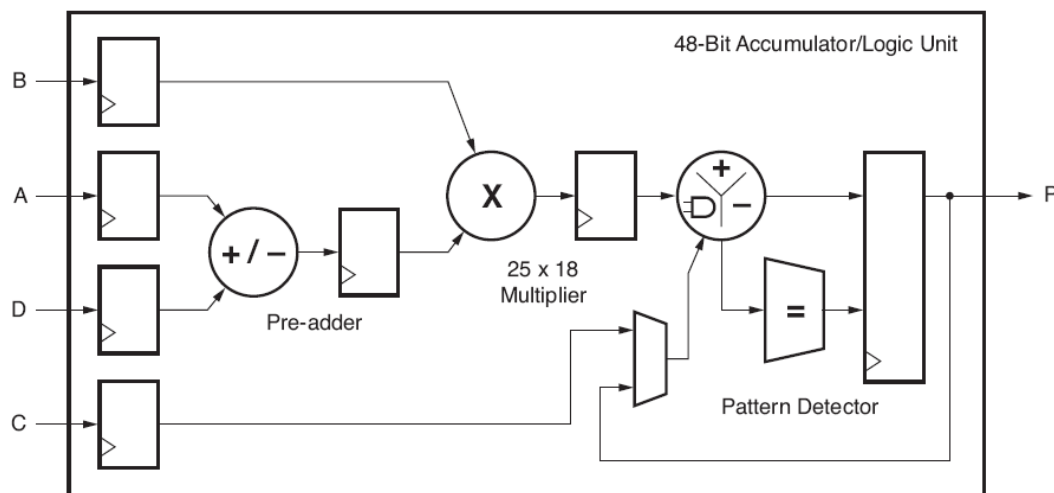 48-Bit Accumulator/Logic Unit
B
A
D
C
+ / −
Pre-adder
X
25 x 18
Multiplier
+
−
=
Pattern Detector
P